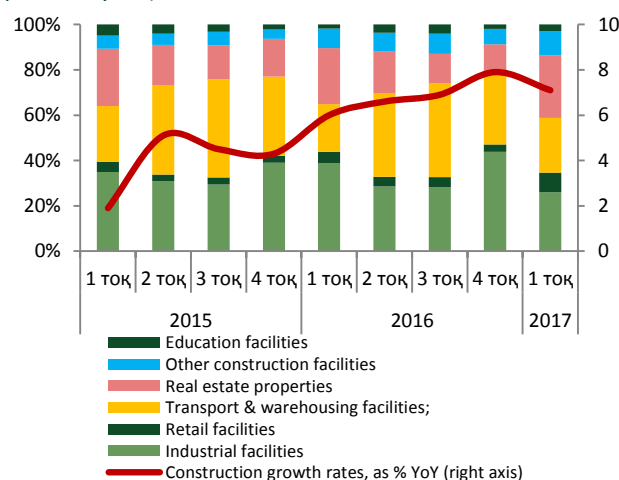 100% 10
80% 8
60% 6
40% 4
20% 2
0% 0
1 тоқ 2 тоқ 3 тоқ 4 тоқ 1 тоқ 2 тоқ 3 тоқ 4 тоқ 1 тоқ
2015 2016 2017
Education facilities
Other construction facilities
Real estate properties
Transport & warehousing facilities;
Retail facilities
Industrial facilities
Construction growth rates, as % YoY (right axis)